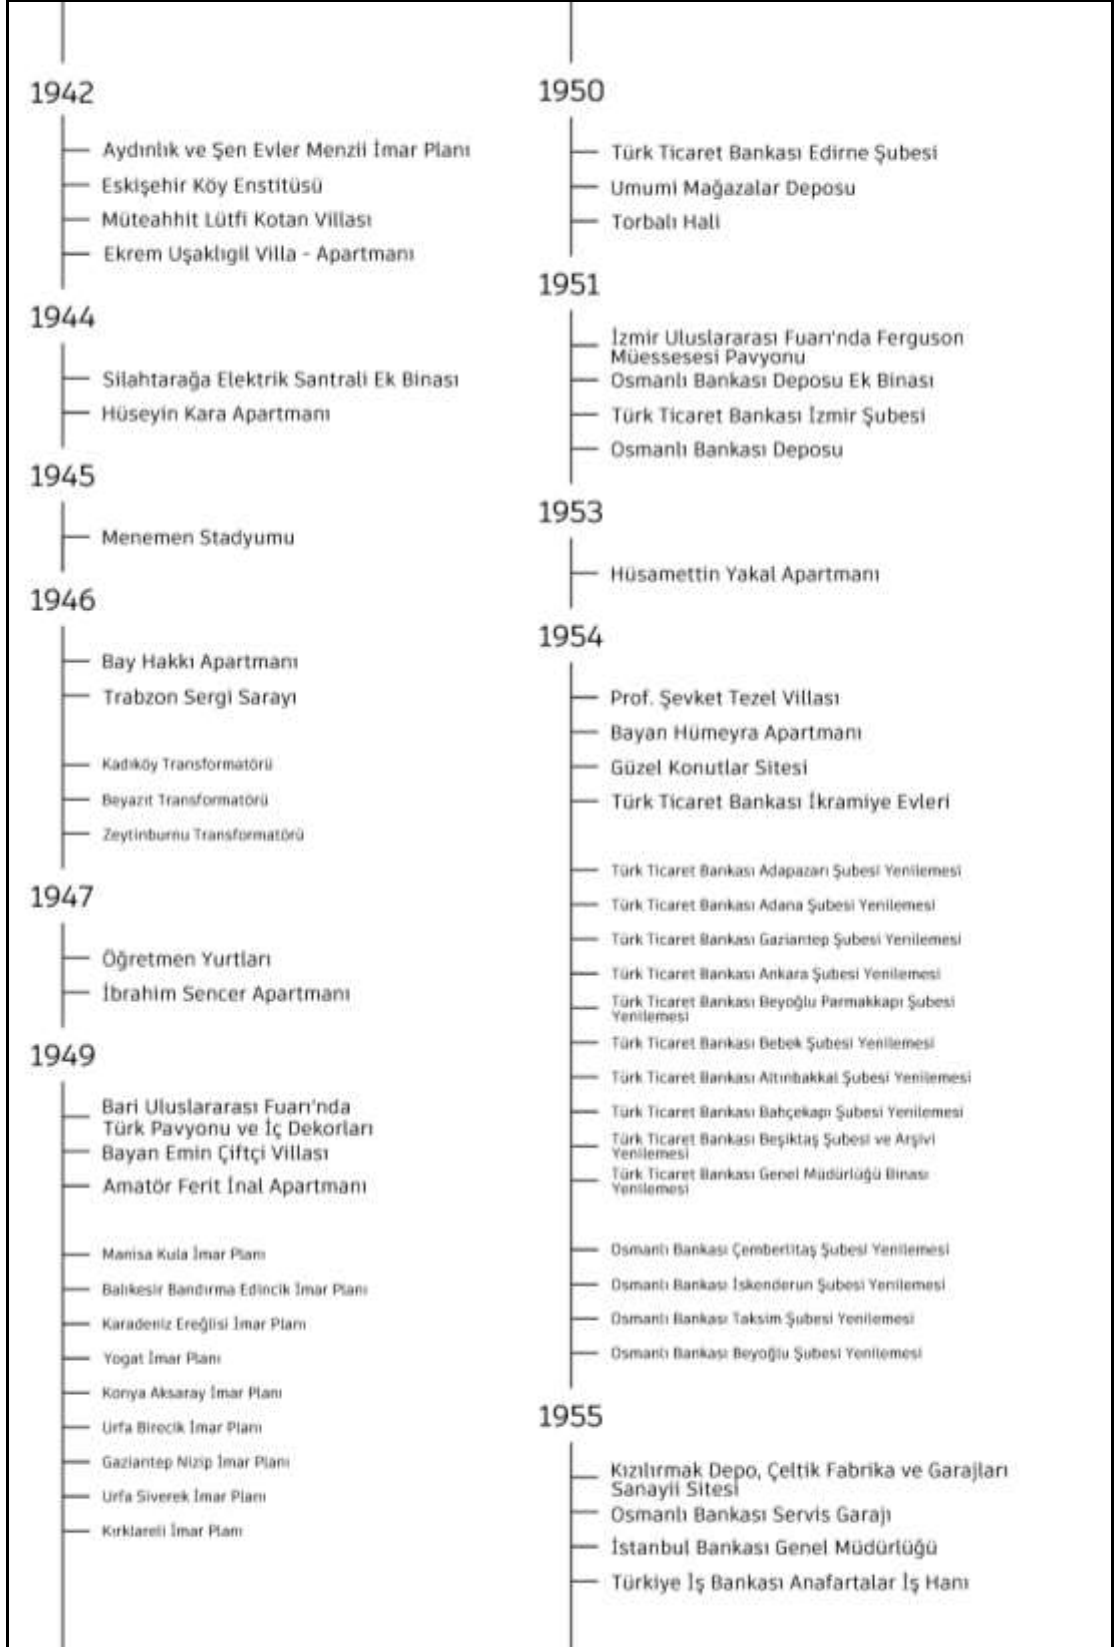 1942
Aydınlık ve Şen Evler Menzii İmar Planı
Eskişehir Köy Enstitüsü
Müteahhit Lütfi Kotan Villası
Ekrem Uşaklıgil Villa - Apartmanı
1944
Silahtarağa Elektrik Santrali Ek Binası
Hüseyin Kara Apartmanı
1945
Menemen Stadyumu
1946
Bay Hakkı Apartmanı
Trabzon Sergi Sarayı
Kadıköy Transformatörü
Beyazıt Transformatörü
Zeytinburnu Transformatörü
1947
Öğretmen Yurtları
İbrahim Sencer Apartmanı
1949
Bari Uluslararası Fuarı'nda
Türk Pavyonu ve İç Dekorları
Bayan Emin Çiftçi Villası
Amatör Ferit İnal Apartmanı
Manisa Kula İmar Planı
Balıkesir Bandırma Edincik İmar Planı
Karadeniz Ereğlisi İmar Planı
Yogat İmar Planı
Konya Aksaray İmar Planı
Urfa Birecik İmar Planı
Gaziantep Nizip İmar Planı
Urfa Siverek İmar Planı
Kırklareli İmar Planı
1950
Türk Ticaret Bankası Edirne Şubesi
Umumi Mağazalar Deposu
Torbalı Hali
1951
İzmir Uluslararası Fuarı'nda Ferguson
Müessesesi Pavyonu
Osmanlı Bankası Deposu Ek Binası
Türk Ticaret Bankası İzmir Şubesi
Osmanlı Bankası Deposu
1953
Hüsamettin Yakal Apartmanı
1954
Prof. Şevket Tezel Villası
Bayan Hümeyra Apartmanı
Güzel Konutlar Sitesi
Türk Ticaret Bankası İkramiye Evleri
Türk Ticaret Bankası Adapazarı Şubesi Yenilemesi
Türk Ticaret Bankası Adana Şubesi Yenilemesi
Türk Ticaret Bankası Gaziantep Şubesi Yenilemesi
Türk Ticaret Bankası Ankara Şubesi Yenilemesi
Türk Ticaret Bankası Beyoğlu Parmakkapı Şubesi
Yenilemesi
Türk Ticaret Bankası Bebek Şubesi Yenilemesi
Türk Ticaret Bankası Altınbakkal Şubesi Yenilemesi
Türk Ticaret Bankası Bahçekapı Şubesi Yenilemesi
Türk Ticaret Bankası Beşiktaş Şubesi ve Arşivi
Yenilemesi
Türk Ticaret Bankası Genel Müdürlüğü Binası
Yenilemesi
Osmanlı Bankası Çemberlitaş Şubesi Yenilemesi
Osmanlı Bankası İskenderun Şubesi Yenilemesi
Osmanlı Bankası Taksim Şubesi Yenilemesi
Osmanlı Bankası Beyoğlu Şubesi Yenilemesi
1955
Kızılırmak Depo, Çeltik Fabrika ve Garajları
Sanayii Sitesi
Osmanlı Bankası Servis Garajı
İstanbul Bankası Genel Müdürlüğü
Türkiye İş Bankası Anafartalar İş Hanı